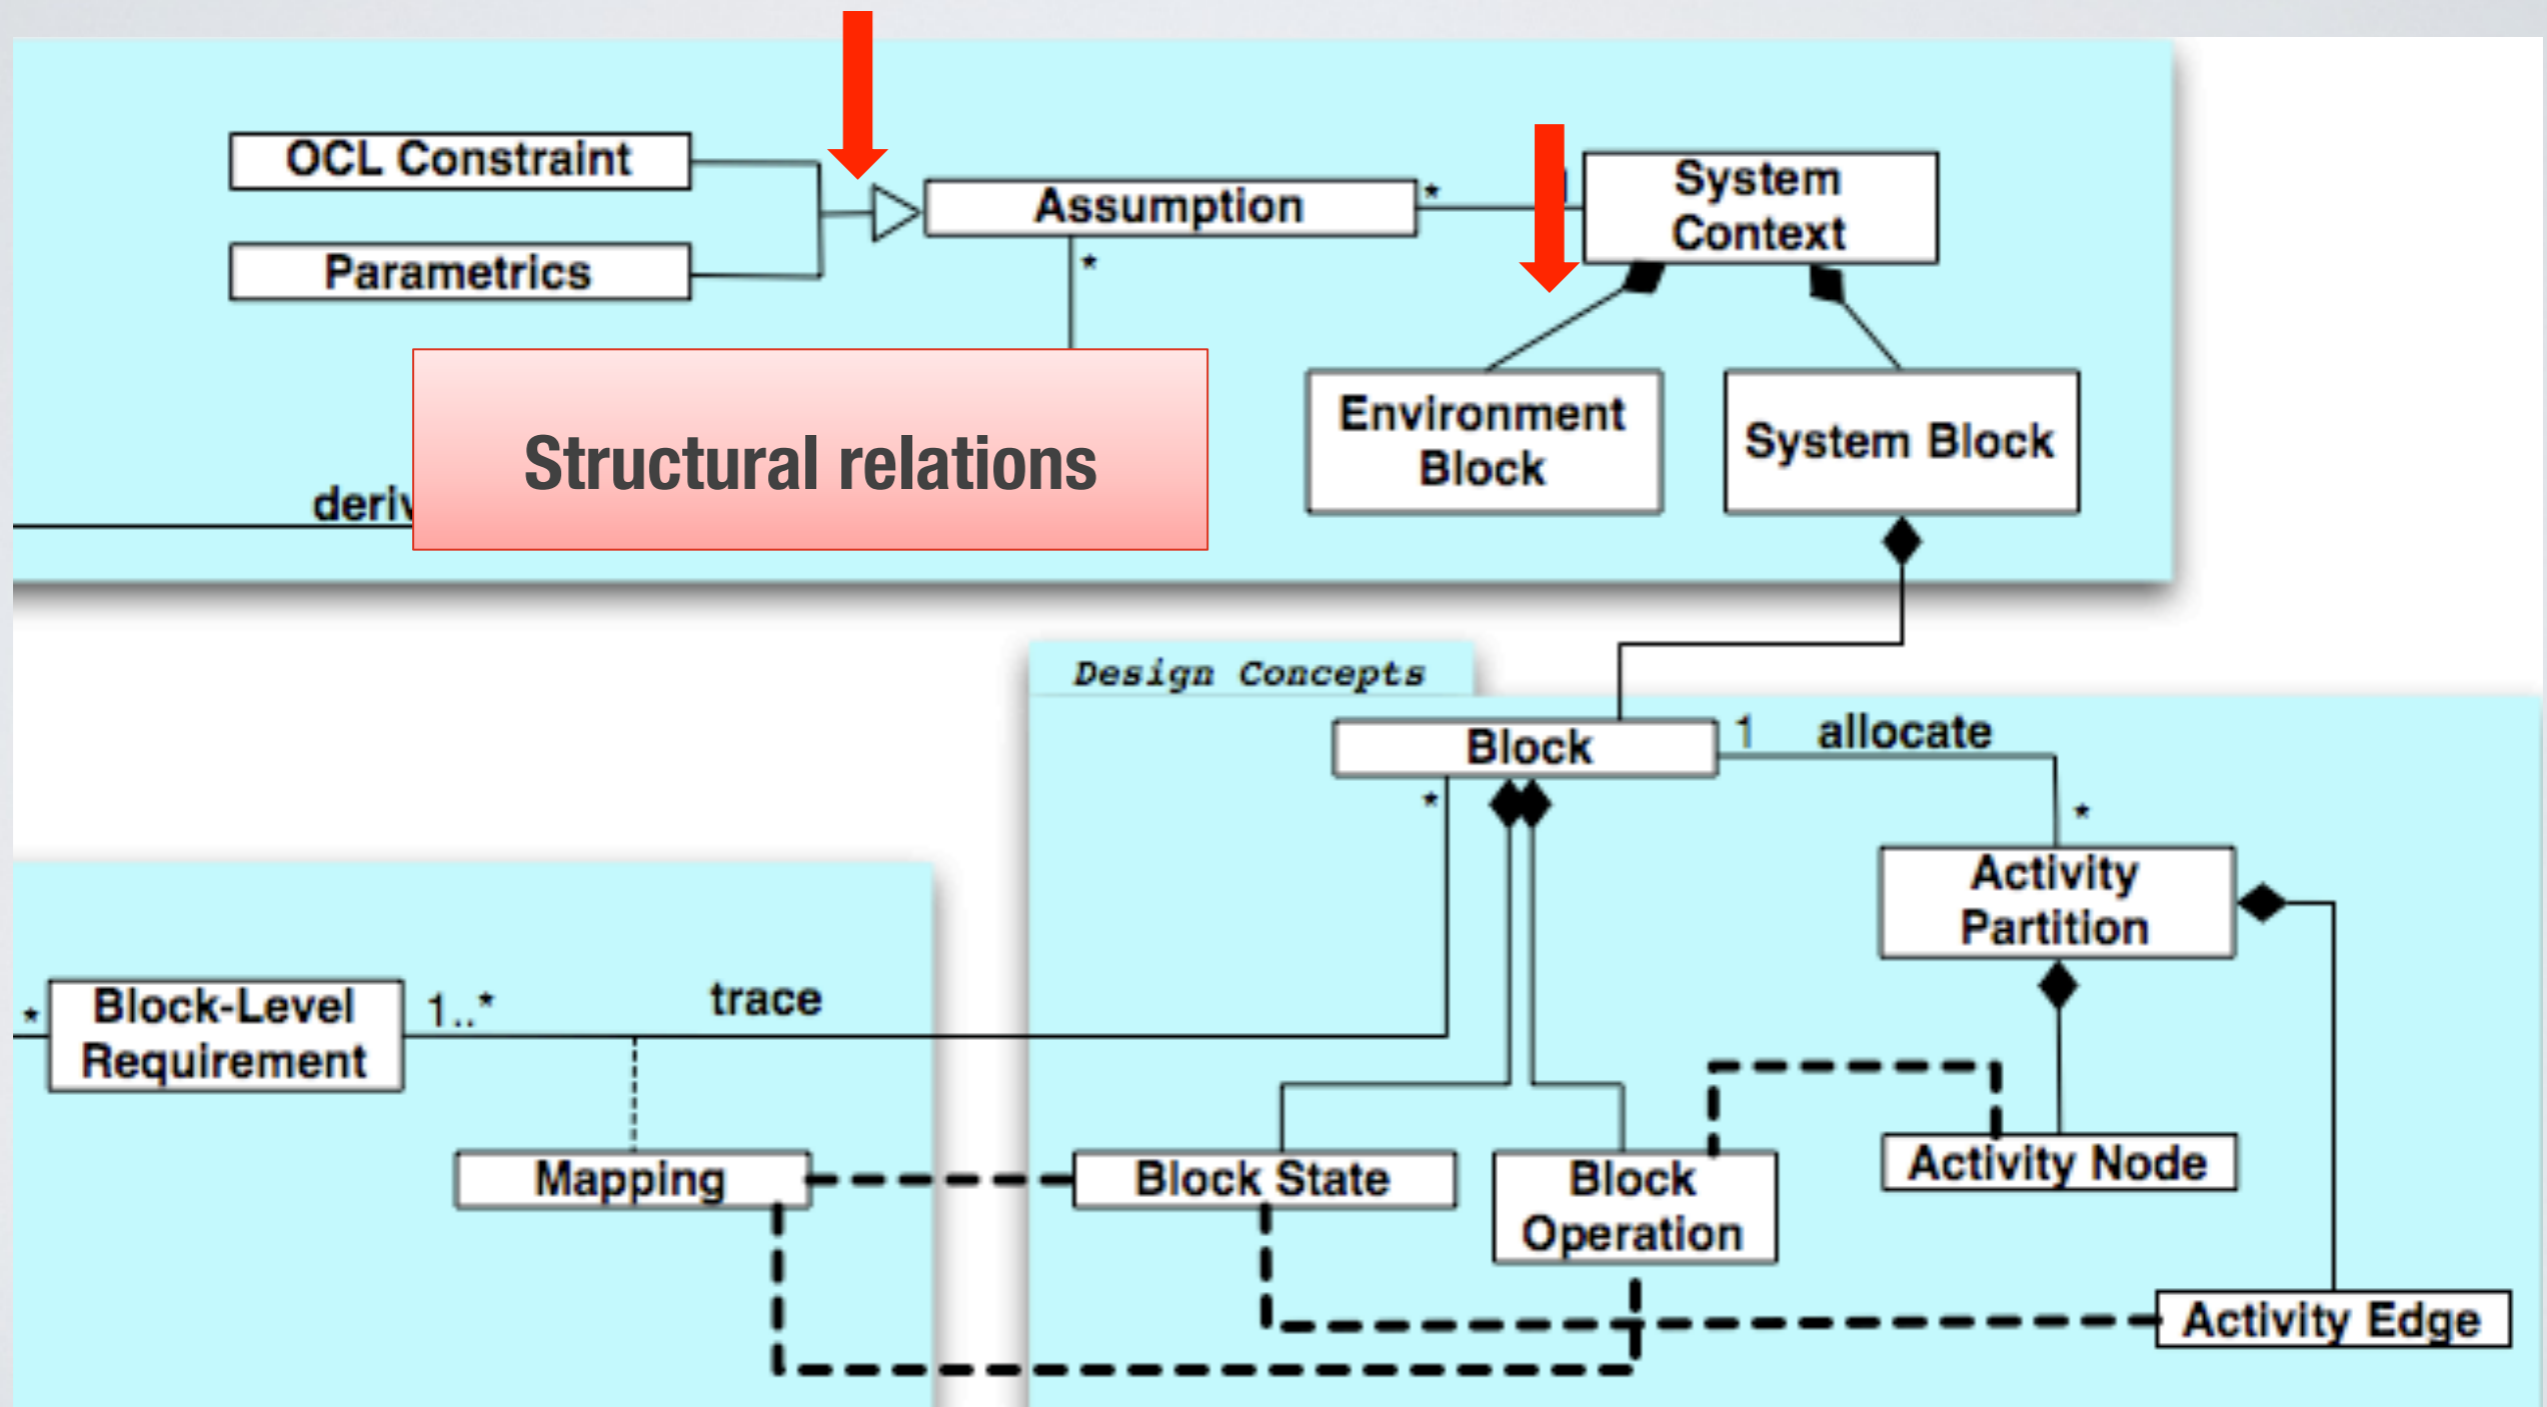 OCL Constraint
Parametrics
*
Assumption
*
System
Context
Structural relations
Environment
Block
System Block
Design Concepts
Block
1
allocate
*
*
Activity
Partition
*
Block-Level
Requirement
1..*
trace
Mapping
Block State
Block
Operation
Activity Node
Activity Edge